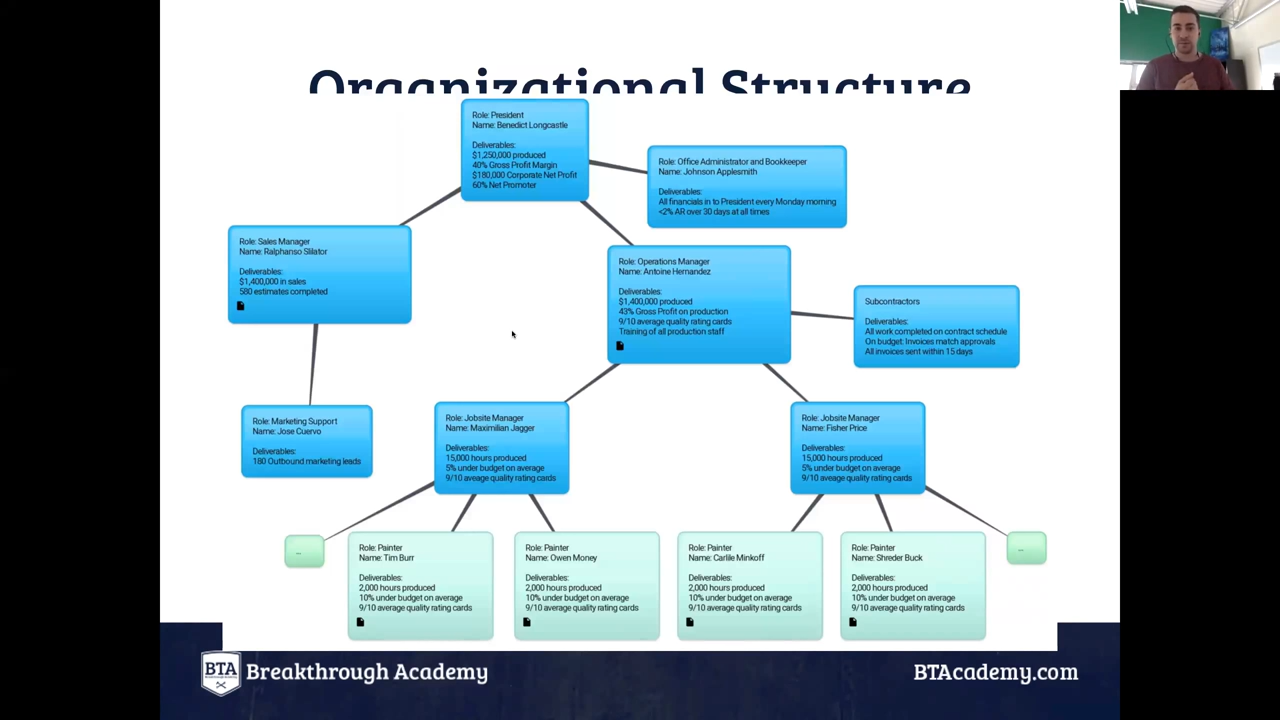 Organizational Structure
Role: President
Name: Benedict Longcastle
Deliverables:
$1,250,000 produced
40% Gross Profit Margin
$180,000 Corporate Net Profit
60% Net Promoter
Role: Office Administrator and Bookkeeper
Name: Johnson Applesmith
Deliverables:
All financials in to President every Monday morning
<2% AR over 30 days at all times
Role: Sales Manager
Name: Ralphanso Slilator
Deliverables:
$1,400,000 in sales
580 estimates completed
Role: Operations Manager
Name: Antoine Hernandez
Deliverables:
$1,400,000 produced
43% Gross Profit on production
9/10 average quality rating cards
Training of all production staff
Subcontractors
Deliverables:
All work completed on contract schedule
On budget: Invoices match approvals
All invoices sent within 15 days
Role: Marketing Support
Name: Jose Cuervo
Deliverables:
180 Outbound marketing leads
Role: Jobsite Manager
Name: Maximilian Jagger
Deliverables:
15,000 hours produced
5% under budget on average
9/10 aveage quality rating cards
Role: Jobsite Manager
Name: Fisher Price
Deliverables:
15,000 hours produced
5% under budget on average
9/10 aveage quality rating cards
...
Role: Painter
Name: Tim Burr
Deliverables:
2,000 hours produced
10% under budget on average
9/10 average quality rating cards
Role: Painter
Name: Owen Money
Deliverables:
2,000 hours produced
10% under budget on average
9/10 average quality rating cards
Role: Painter
Name: Carlile Minkoff
Deliverables:
2,000 hours produced
10% under budget on average
9/10 average quality rating cards
Role: Painter
Name: Shreder Buck
Deliverables:
2,000 hours produced
10% under budget on average
9/10 average quality rating cards
...
BTA
Breakthrough Academy
BTAcademy.com